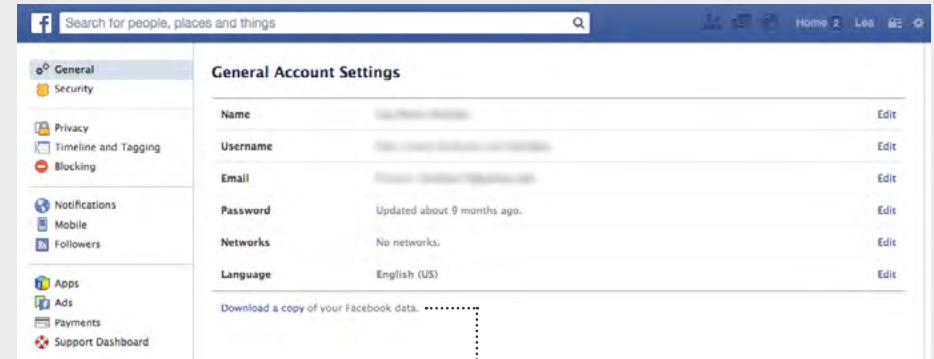 f Search for people, places and things Home 2 Lea
General
Security
Privacy
Timeline and Tagging
Blocking
Notifications
Mobile
Followers
Apps
Ads
Payments
Support Dashboard
General Account Settings
Name Edit
Username Edit
Email Edit
Password Updated about 9 months ago. Edit
Networks No networks. Edit
Language English (US) Edit
Download a copy of your Facebook data.